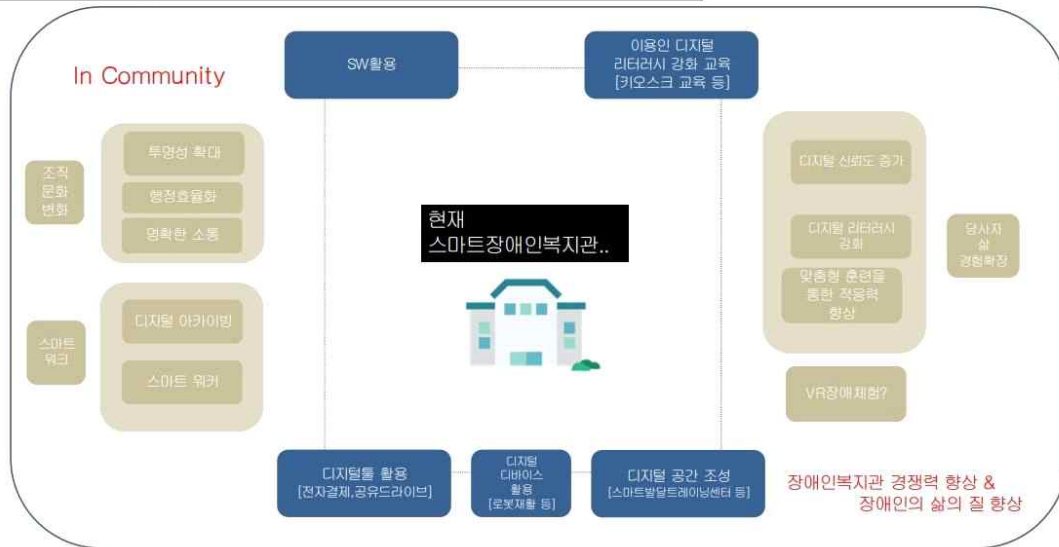 In Community
SW활용
이용인 디지털
리터러시 강화 교육
[키오스크 교육 등]
조직
문화
변화
투명성 확대
행정효율화
명확한 소통
스마트
워크
디지털 아카이빙
스마트 워커
현재
스마트장애인복지관..
디지털 신뢰도 증가
디지털 리터러시
강화
맞춤형 훈련을
통한 적응력
향상
당사자
삶
경험확장
VR장애체험?
디지털툴 활용
[전자결제,공유드라이브]
디지털
디바이스
활용
[로봇재활 등]
디지털 공간 조성
[스마트발달트레이닝센터 등]
장애인복지관 경쟁력 향상 &
장애인의 삶의 질 향상